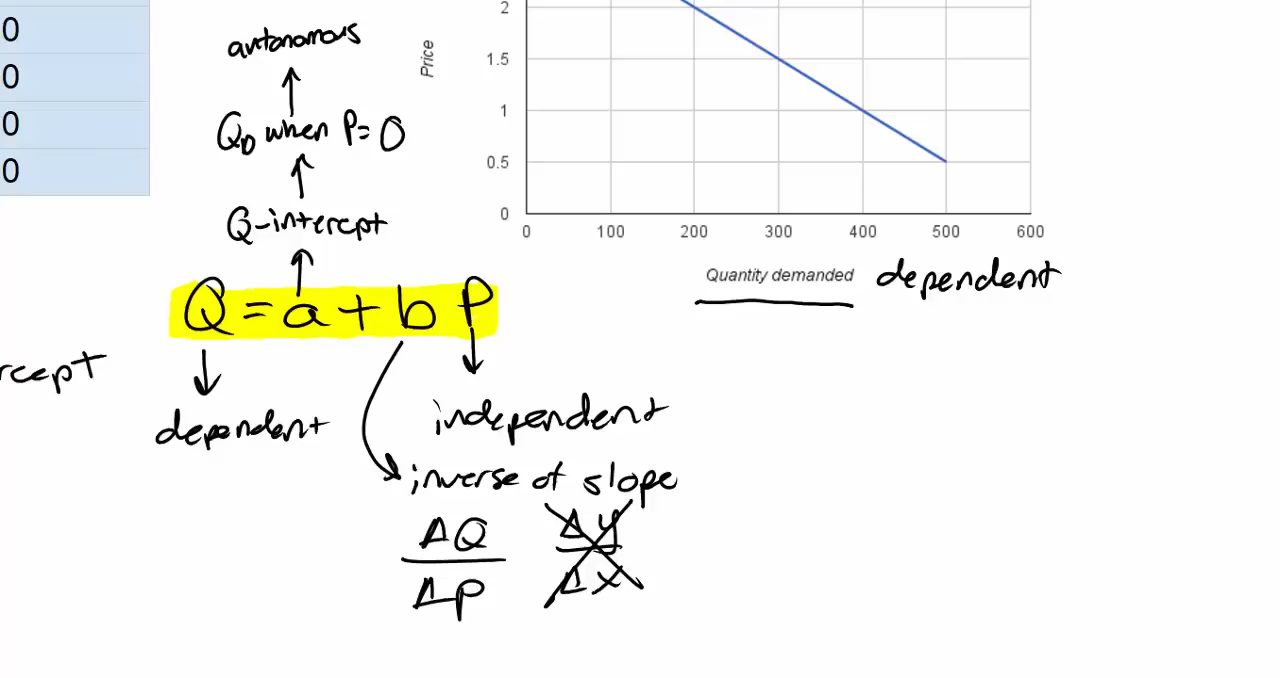 0
0
0
0
autonomous
Q_D when P=0
Q-intercept
Q = a + b P
rcept
dependent
independent
inverse of slope
ΔQ
ΔP
Δy
Δx
Price
2
1.5
1
0.5
0
0 100 200 300 400 500 600
Quantity demanded dependent